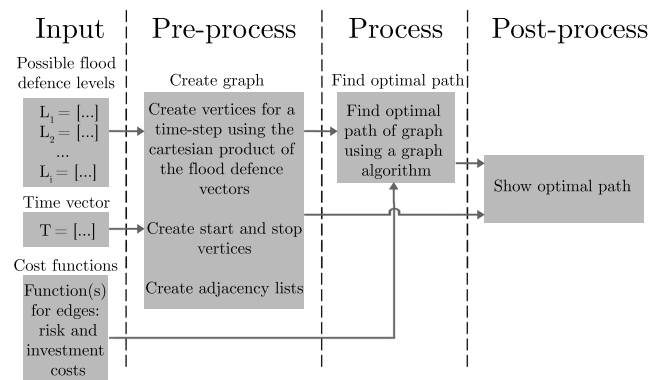 Input
Pre-process
Process
Post-process
Possible flood
defence levels
L₁ = [...]
L₂ = [...]
...
Lᵢ = [...]
Time vector
T = [...]
Cost functions
Function(s)
for edges:
risk and
investment
costs
Create graph
Create vertices for a
time-step using the
cartesian product of
the flood defence
vectors
Create start and stop
vertices
Create adjacency lists
Find optimal path
Find optimal
path of graph
using a graph
algorithm
Show optimal path